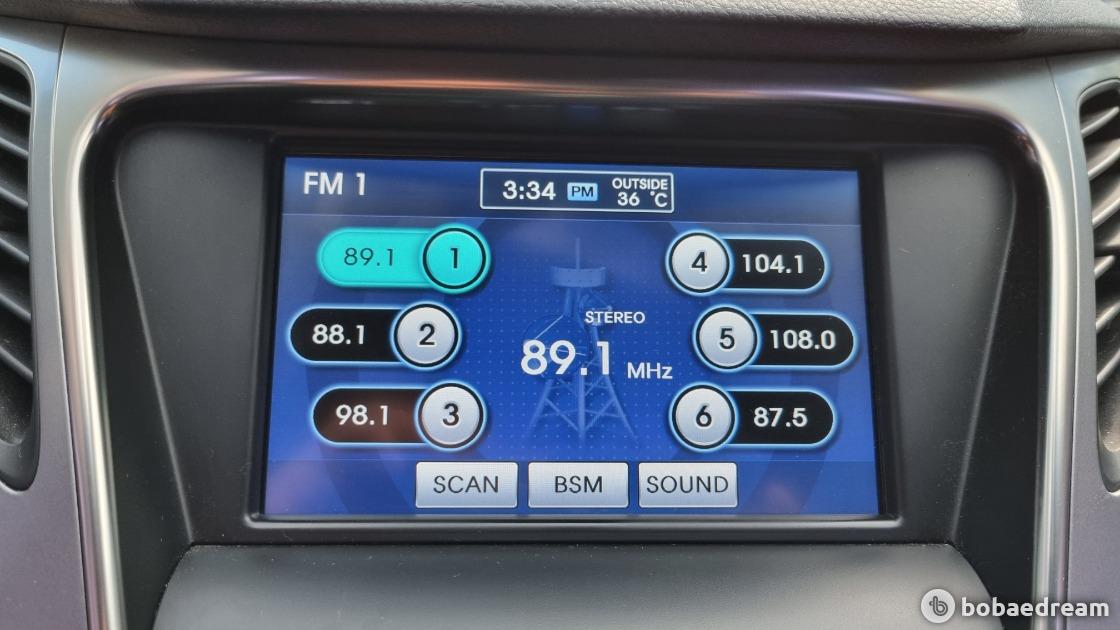 FM 1
3:34 PM OUTSIDE 36 °C
89.1 1
4 104.1
88.1 2
STEREO
5 108.0
89.1 MHz
98.1 3
6 87.5
SCAN BSM SOUND
b bobaedream